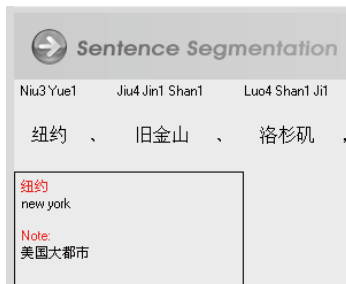 Sentence Segmentation
Niu3 Yue1 Jiu4 Jin1 Shan1 Luo4 Shan1 Ji1
纽约 、 旧金山 、 洛杉矶 ，
纽约
new york
Note:
美国大都市